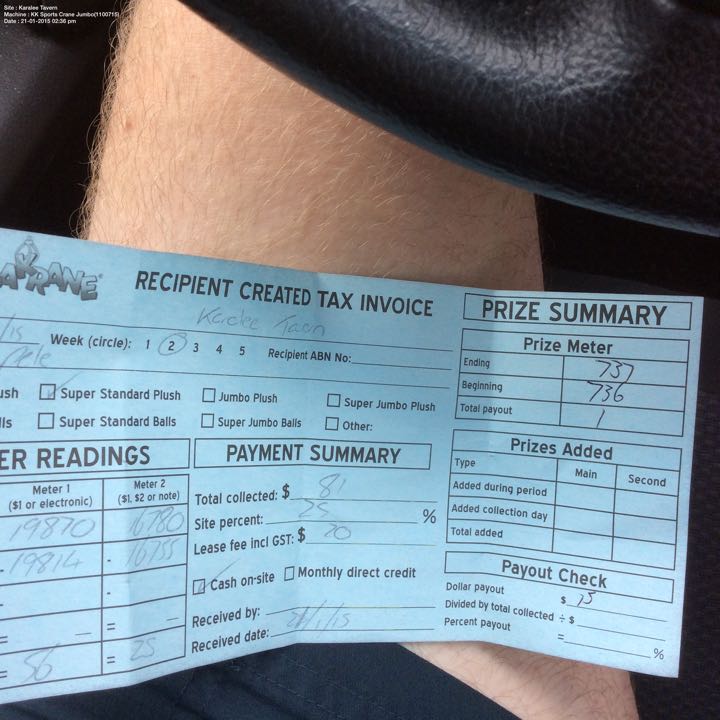 Site : Karalee Tavern
Machine : KK Sports Crane Jumbo(1100715)
Date : 21-01-2015 02:36 pm
RECIPIENT CREATED TAX INVOICE
/15 Week (circle): 1 2 3 4 5 Recipient ABN No:
ush Super Standard Plush Jumbo Plush Super Jumbo Plush
lls Super Standard Balls Super Jumbo Balls Other:
ER READINGS
Meter 1 Meter 2
($1 or electronic) ($1, $2 or note)
19870 16780
- 19814 - 16755
- -
= — = —
= 56 = 25
PAYMENT SUMMARY
Total collected: $ 81
Site percent: 25 %
Lease fee incl GST: $ 20
Cash on-site Monthly direct credit
Received by:
Received date: 21/1/15
PRIZE SUMMARY
Prize Meter
Ending 737
Beginning 736
Total payout 1
Prizes Added
Type Main Second
Added during period
Added collection day
Total added
Payout Check
Dollar payout $ 15
Divided by total collected ÷ $
Percent payout = %